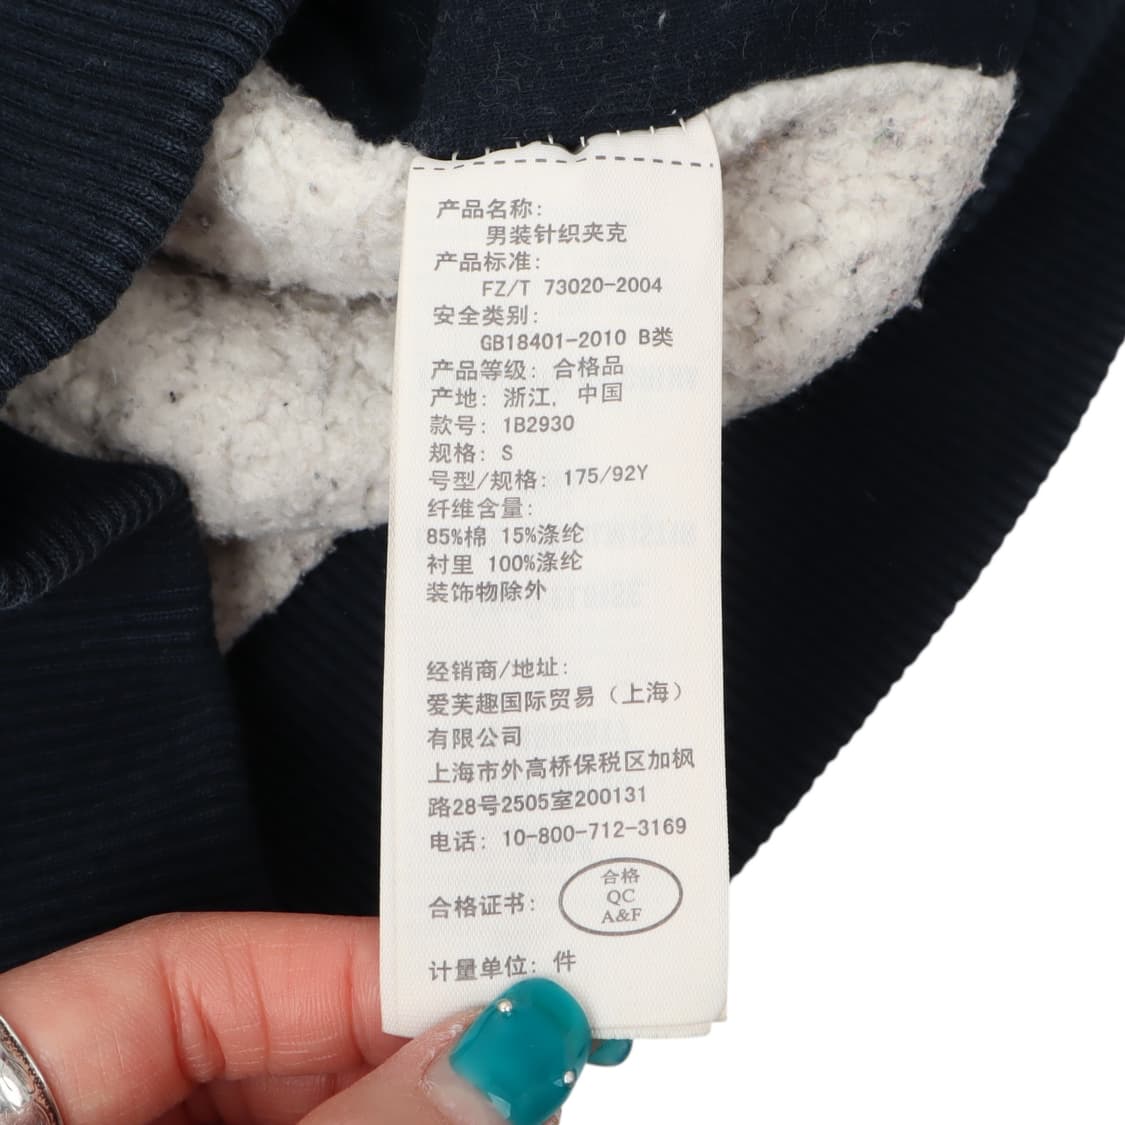 产品名称:
男装针织夹克
产品标准:
FZ/T 73020-2004
安全类别:
GB18401-2010 B类
产品等级: 合格品
产地: 浙江, 中国
款号: 1B2930
规格: S
号型/规格: 175/92Y
纤维含量:
85%棉 15%涤纶
衬里 100%涤纶
装饰物除外
经销商/地址:
爱芙趣国际贸易（上海）
有限公司
上海市外高桥保税区加枫
路28号2505室200131
电话: 10-800-712-3169
合格
QC
A&F
合格证书:
计量单位: 件